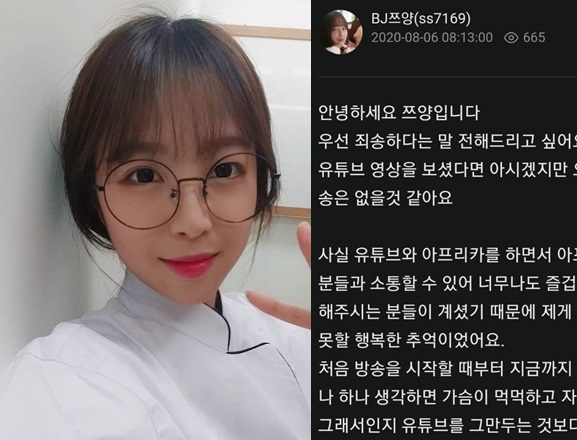 BJ쯔양(ss7169)
2020-08-06 08:13:00 665
안녕하세요 쯔양입니다
우선 죄송하다는 말 전해드리고 싶어
유튜브 영상을 보셨다면 아시겠지만
송은 없을것 같아요
사실 유튜브와 아프리카를 하면서
분들과 소통할 수 있어 너무나도 즐겁
해주시는 분들이 계셨기 때문에 제게
못할 행복한 추억이었어요.
처음 방송을 시작할 때부터 지금까지
나 하나 생각하면 가슴이 먹먹하고 자
그래서인지 유튜브를 그만두는 것보다